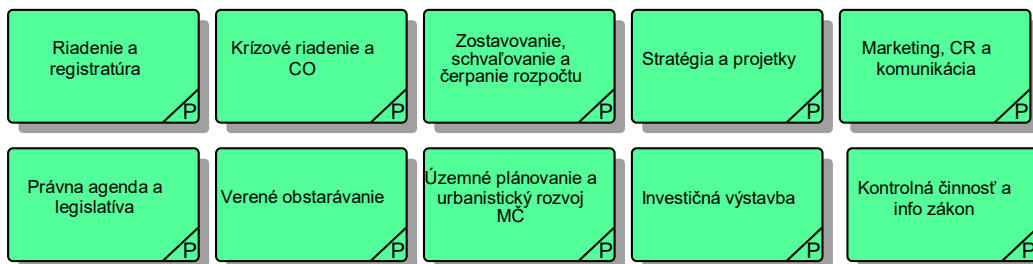 Riadenie a
registratúra
P
Krízové riadenie a
CO
P
Zostavovanie,
schvaľovanie a
čerpanie rozpočtu
P
Stratégia a projetky
P
Marketing, CR a
komunikácia
P
Právna agenda a
legislatíva
P
Verené obstarávanie
P
Územné plánovanie a
urbanistický rozvoj
MČ
P
Investičná výstavba
P
Kontrolná činnosť a
info zákon
P